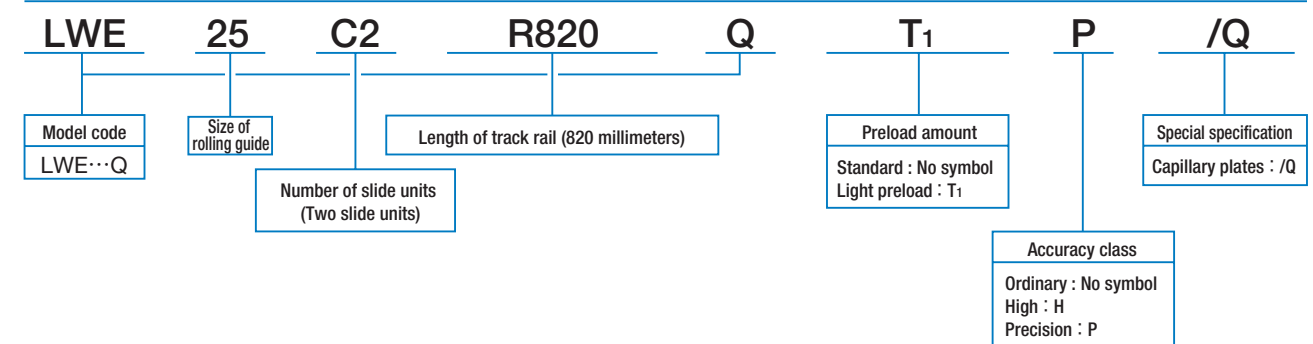 LWE 25 C2 R820 Q T1 P /Q
Model code
LWE…Q
Size of
rolling guide
Number of slide units
(Two slide units)
Length of track rail (820 millimeters)
Preload amount
Standard : No symbol
Light preload : T1
Accuracy class
Ordinary : No symbol
High : H
Precision : P
Special specification
Capillary plates : /Q